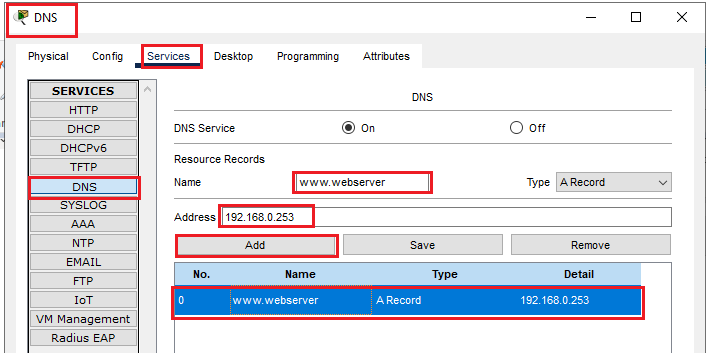 DNS
Physical Config Services Desktop Programming Attributes
SERVICES
HTTP
DHCP
DHCPv6
TFTP
DNS
SYSLOG
AAA
NTP
EMAIL
FTP
IoT
VM Management
Radius EAP
DNS
DNS Service On Off
Resource Records
Name www.webserver Type A Record
Address 192.168.0.253
Add Save Remove
No. Name Type Detail
0 www.webserver A Record 192.168.0.253